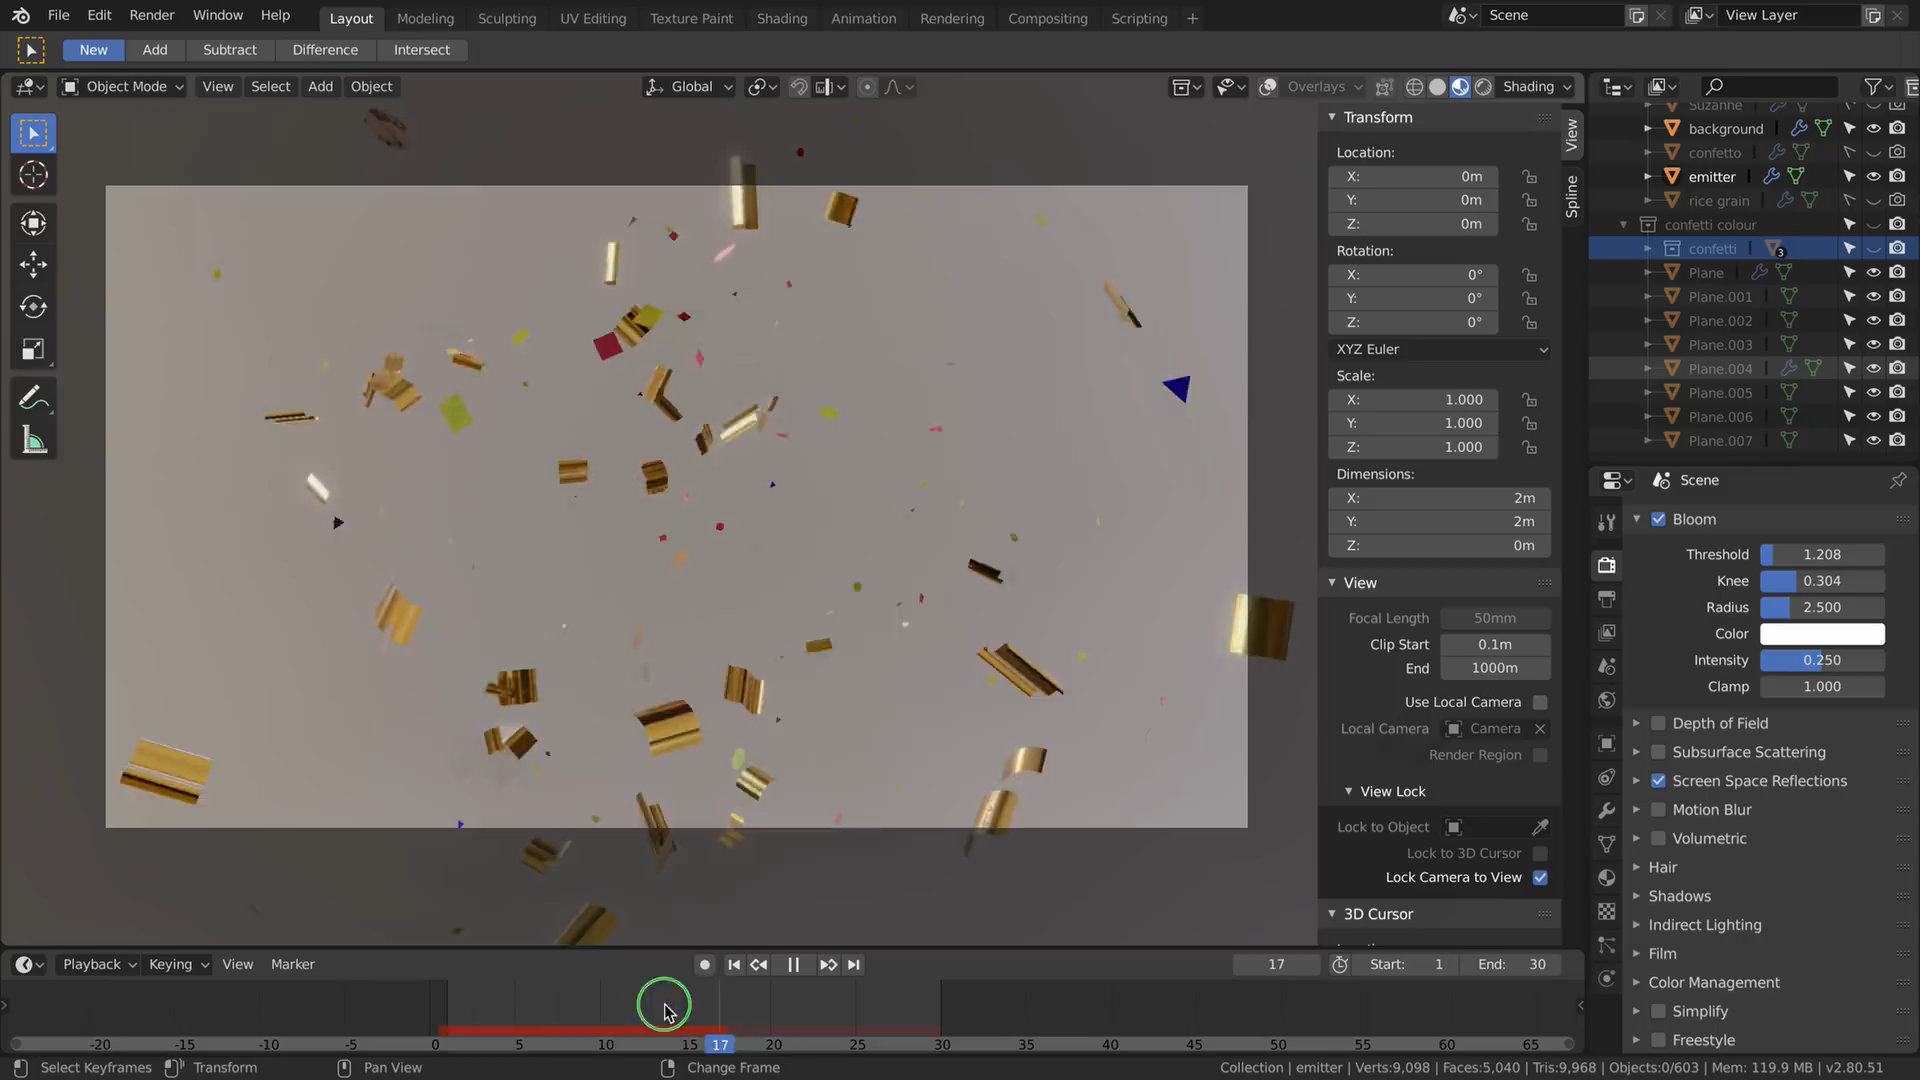 File Edit Render Window Help Layout Modeling Sculpting UV Editing Texture Paint Shading Animation Rendering Compositing Scripting Scene View Layer
New Add Subtract Difference Intersect
Object Mode View Select Add Object Global Overlays Shading
Transform
Location:
X: 0m
Y: 0m
Z: 0m
Rotation:
X: 0°
Y: 0°
Z: 0°
XYZ Euler
Scale:
X: 1.000
Y: 1.000
Z: 1.000
Dimensions:
X: 2m
Y: 2m
Z: 0m
View
Focal Length 50mm
Clip Start 0.1m
End 1000m
Use Local Camera
Local Camera Camera
Render Region
View Lock
Lock to Object
Lock to 3D Cursor
Lock Camera to View
3D Cursor
View
Spline
Suzanne
background
confetto
emitter
rice grain
confetti colour
confetti 3
Plane
Plane.001
Plane.002
Plane.003
Plane.004
Plane.005
Plane.006
Plane.007
Scene
Bloom
Threshold 1.208
Knee 0.304
Radius 2.500
Color
Intensity 0.250
Clamp 1.000
Depth of Field
Subsurface Scattering
Screen Space Reflections
Motion Blur
Volumetric
Hair
Shadows
Indirect Lighting
Film
Color Management
Simplify
Freestyle
Playback Keying View Marker 17 Start: 1 End: 30
-20 -15 -10 -5 0 5 10 15 17 20 25 30 35 40 45 50 55 60 65
Select Keyframes Transform Pan View Change Frame Collection | emitter | Verts:9,098 | Faces:5,040 | Tris:9,968 | Objects:0/603 | Mem: 119.9 MB | v2.80.51